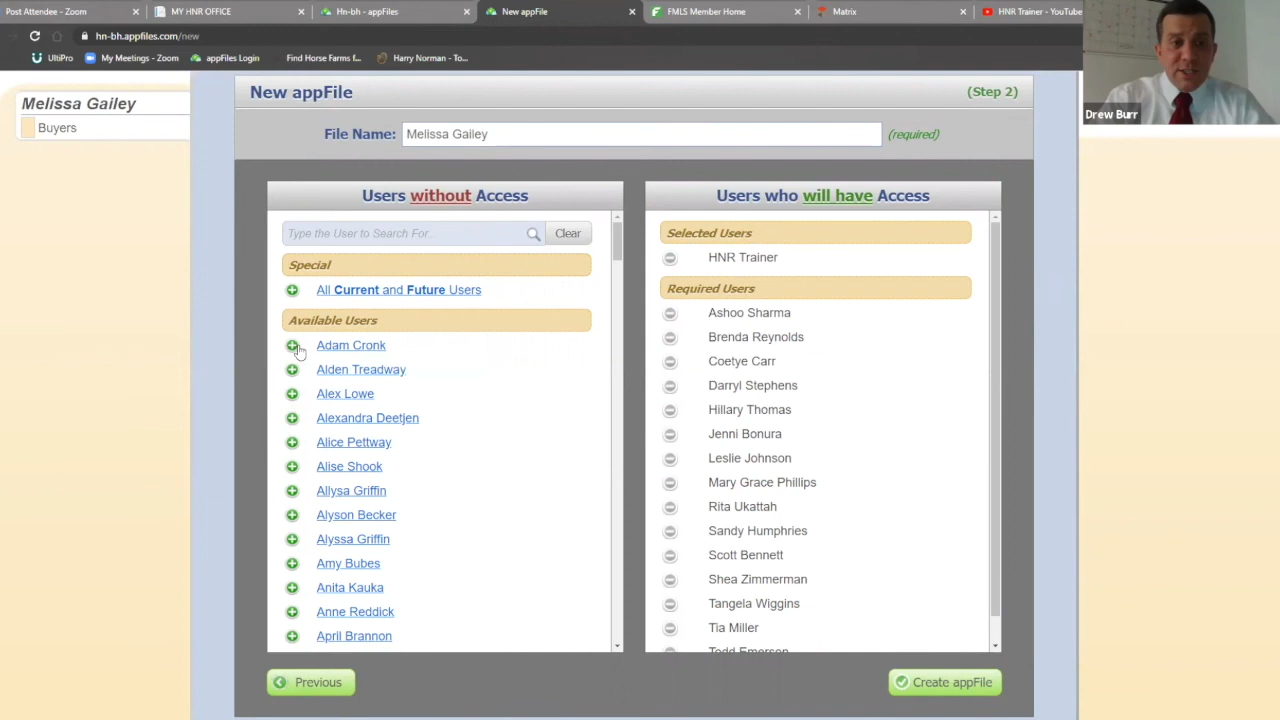 Post Attendee - Zoom
MY HNR OFFICE
Hn-bh - appFiles
New appFile
FMLS Member Home
Matrix
HNR Trainer - YouTube
hn-bh.appfiles.com/new
UltiPro
My Meetings - Zoom
appFiles Login
Find Horse Farms f...
Harry Norman - To...
Drew Burr
Melissa Gailey
Buyers
New appFile
(Step 2)
File Name:
Melissa Gailey
(required)
Users without Access
Type the User to Search For..
Clear
Special
All Current and Future Users
Available Users
Adam Cronk
Alden Treadway
Alex Lowe
Alexandra Deetjen
Alice Pettway
Alise Shook
Allysa Griffin
Alyson Becker
Alyssa Griffin
Amy Bubes
Anita Kauka
Anne Reddick
April Brannon
Users who will have Access
Selected Users
HNR Trainer
Required Users
Ashoo Sharma
Brenda Reynolds
Coetye Carr
Darryl Stephens
Hillary Thomas
Jenni Bonura
Leslie Johnson
Mary Grace Phillips
Rita Ukattah
Sandy Humphries
Scott Bennett
Shea Zimmerman
Tangela Wiggins
Tia Miller
Todd Emerson
Previous
Create appFile